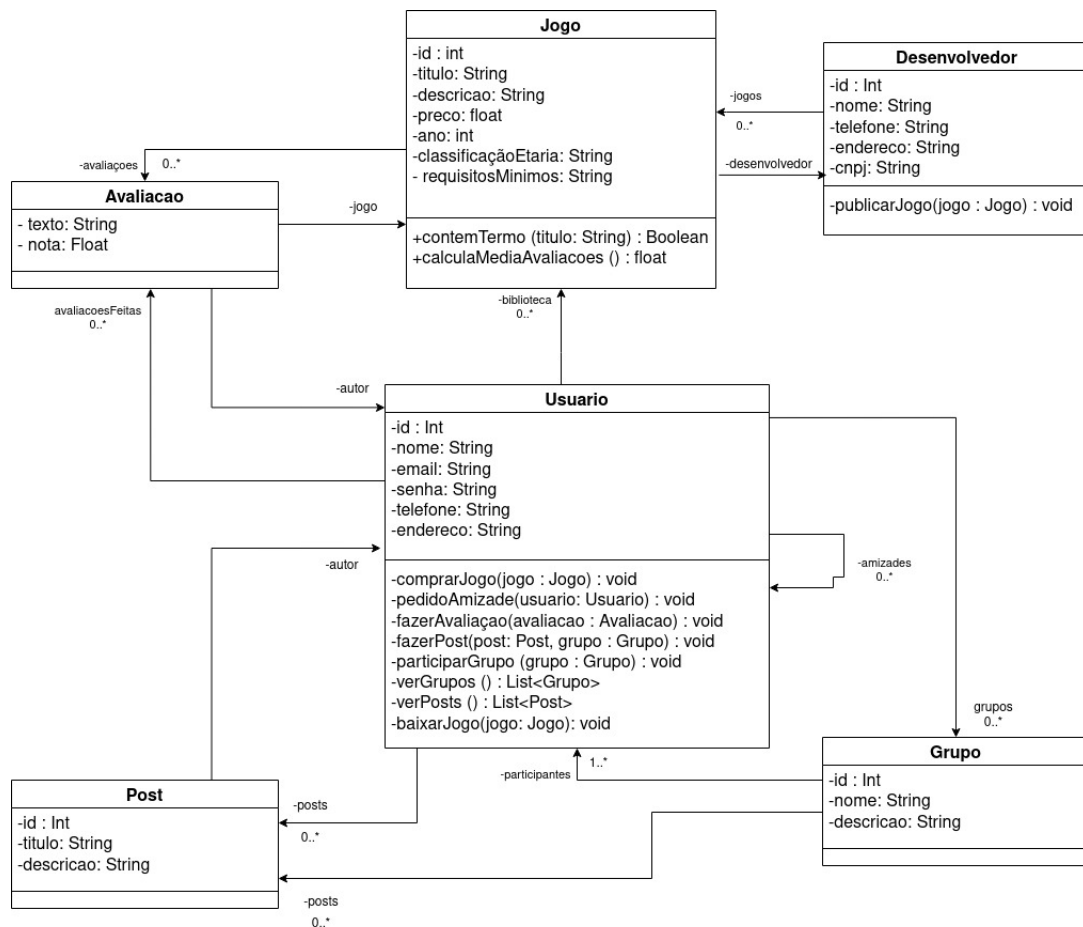 Jogo
-id : int
-titulo: String
-descricao: String
-preco: float
-ano: int
-classificaçãoEtaria: String
- requisitosMinimos: String
+contemTermo (titulo: String) : Boolean
+calculaMediaAvaliacoes () : float
Desenvolvedor
-id : Int
-nome: String
-telefone: String
-endereco: String
-cnpj: String
-publicarJogo(jogo : Jogo) : void
-jogos
0..*
-desenvolvedor
-avaliaçoes
0..*
Avaliacao
- texto: String
- nota: Float
-jogo
avaliacoesFeitas
0..*
-biblioteca
0..*
-autor
Usuario
-id : Int
-nome: String
-email: String
-senha: String
-telefone: String
-endereco: String
-comprarJogo(jogo : Jogo) : void
-pedidoAmizade(usuario: Usuario) : void
-fazerAvaliaçao(avaliacao : Avaliacao) : void
-fazerPost(post: Post, grupo : Grupo) : void
-participarGrupo (grupo : Grupo) : void
-verGrupos () : List<Grupo>
-verPosts () : List<Post>
-baixarJogo(jogo: Jogo): void
-autor
-amizades
0..*
grupos
0..*
-participantes
1..*
Grupo
-id : Int
-nome: String
-descricao: String
Post
-id : Int
-titulo: String
-descricao: String
-posts
0..*
-posts
0..*